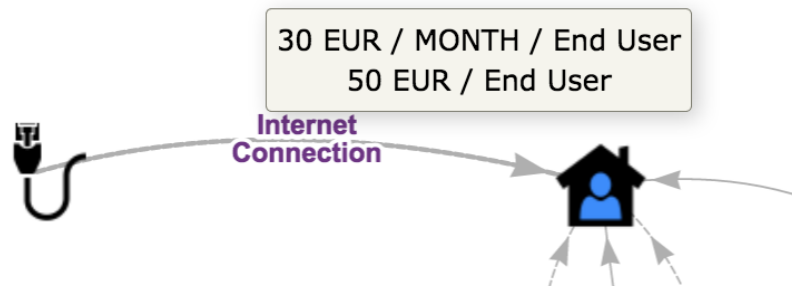 30 EUR / MONTH / End User
50 EUR / End User
Internet
Connection